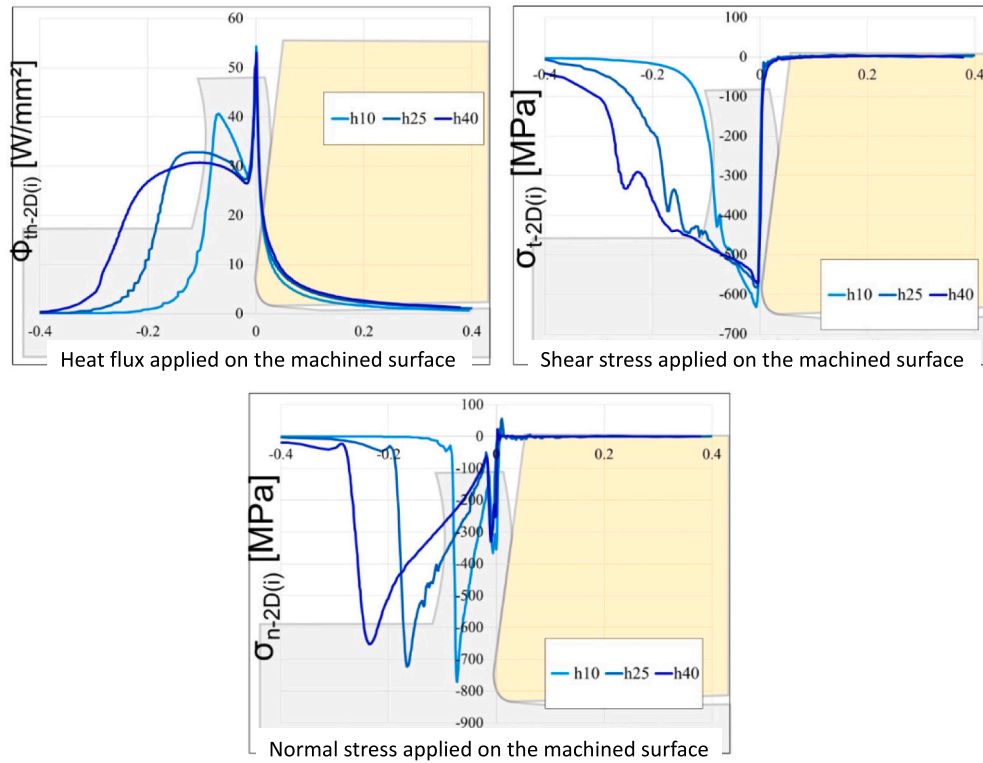 Φth-2D(i) [W/mm²]
60
50
40
30
20
10
0
-0.4
-0.2
0
0.2
0.4
h10
h25
h40
Heat flux applied on the machined surface
σt-2D(i) [MPa]
100
0
-100
-200
-300
-400
-500
-600
-700
-0.4
-0.2
0
0.2
0.4
h10
h25
h40
Shear stress applied on the machined surface
σn-2D(i) [MPa]
100
0
-100
-200
-300
-400
-500
-600
-700
-800
-900
-0.4
-0.2
0
0.2
0.4
h10
h25
h40
Normal stress applied on the machined surface